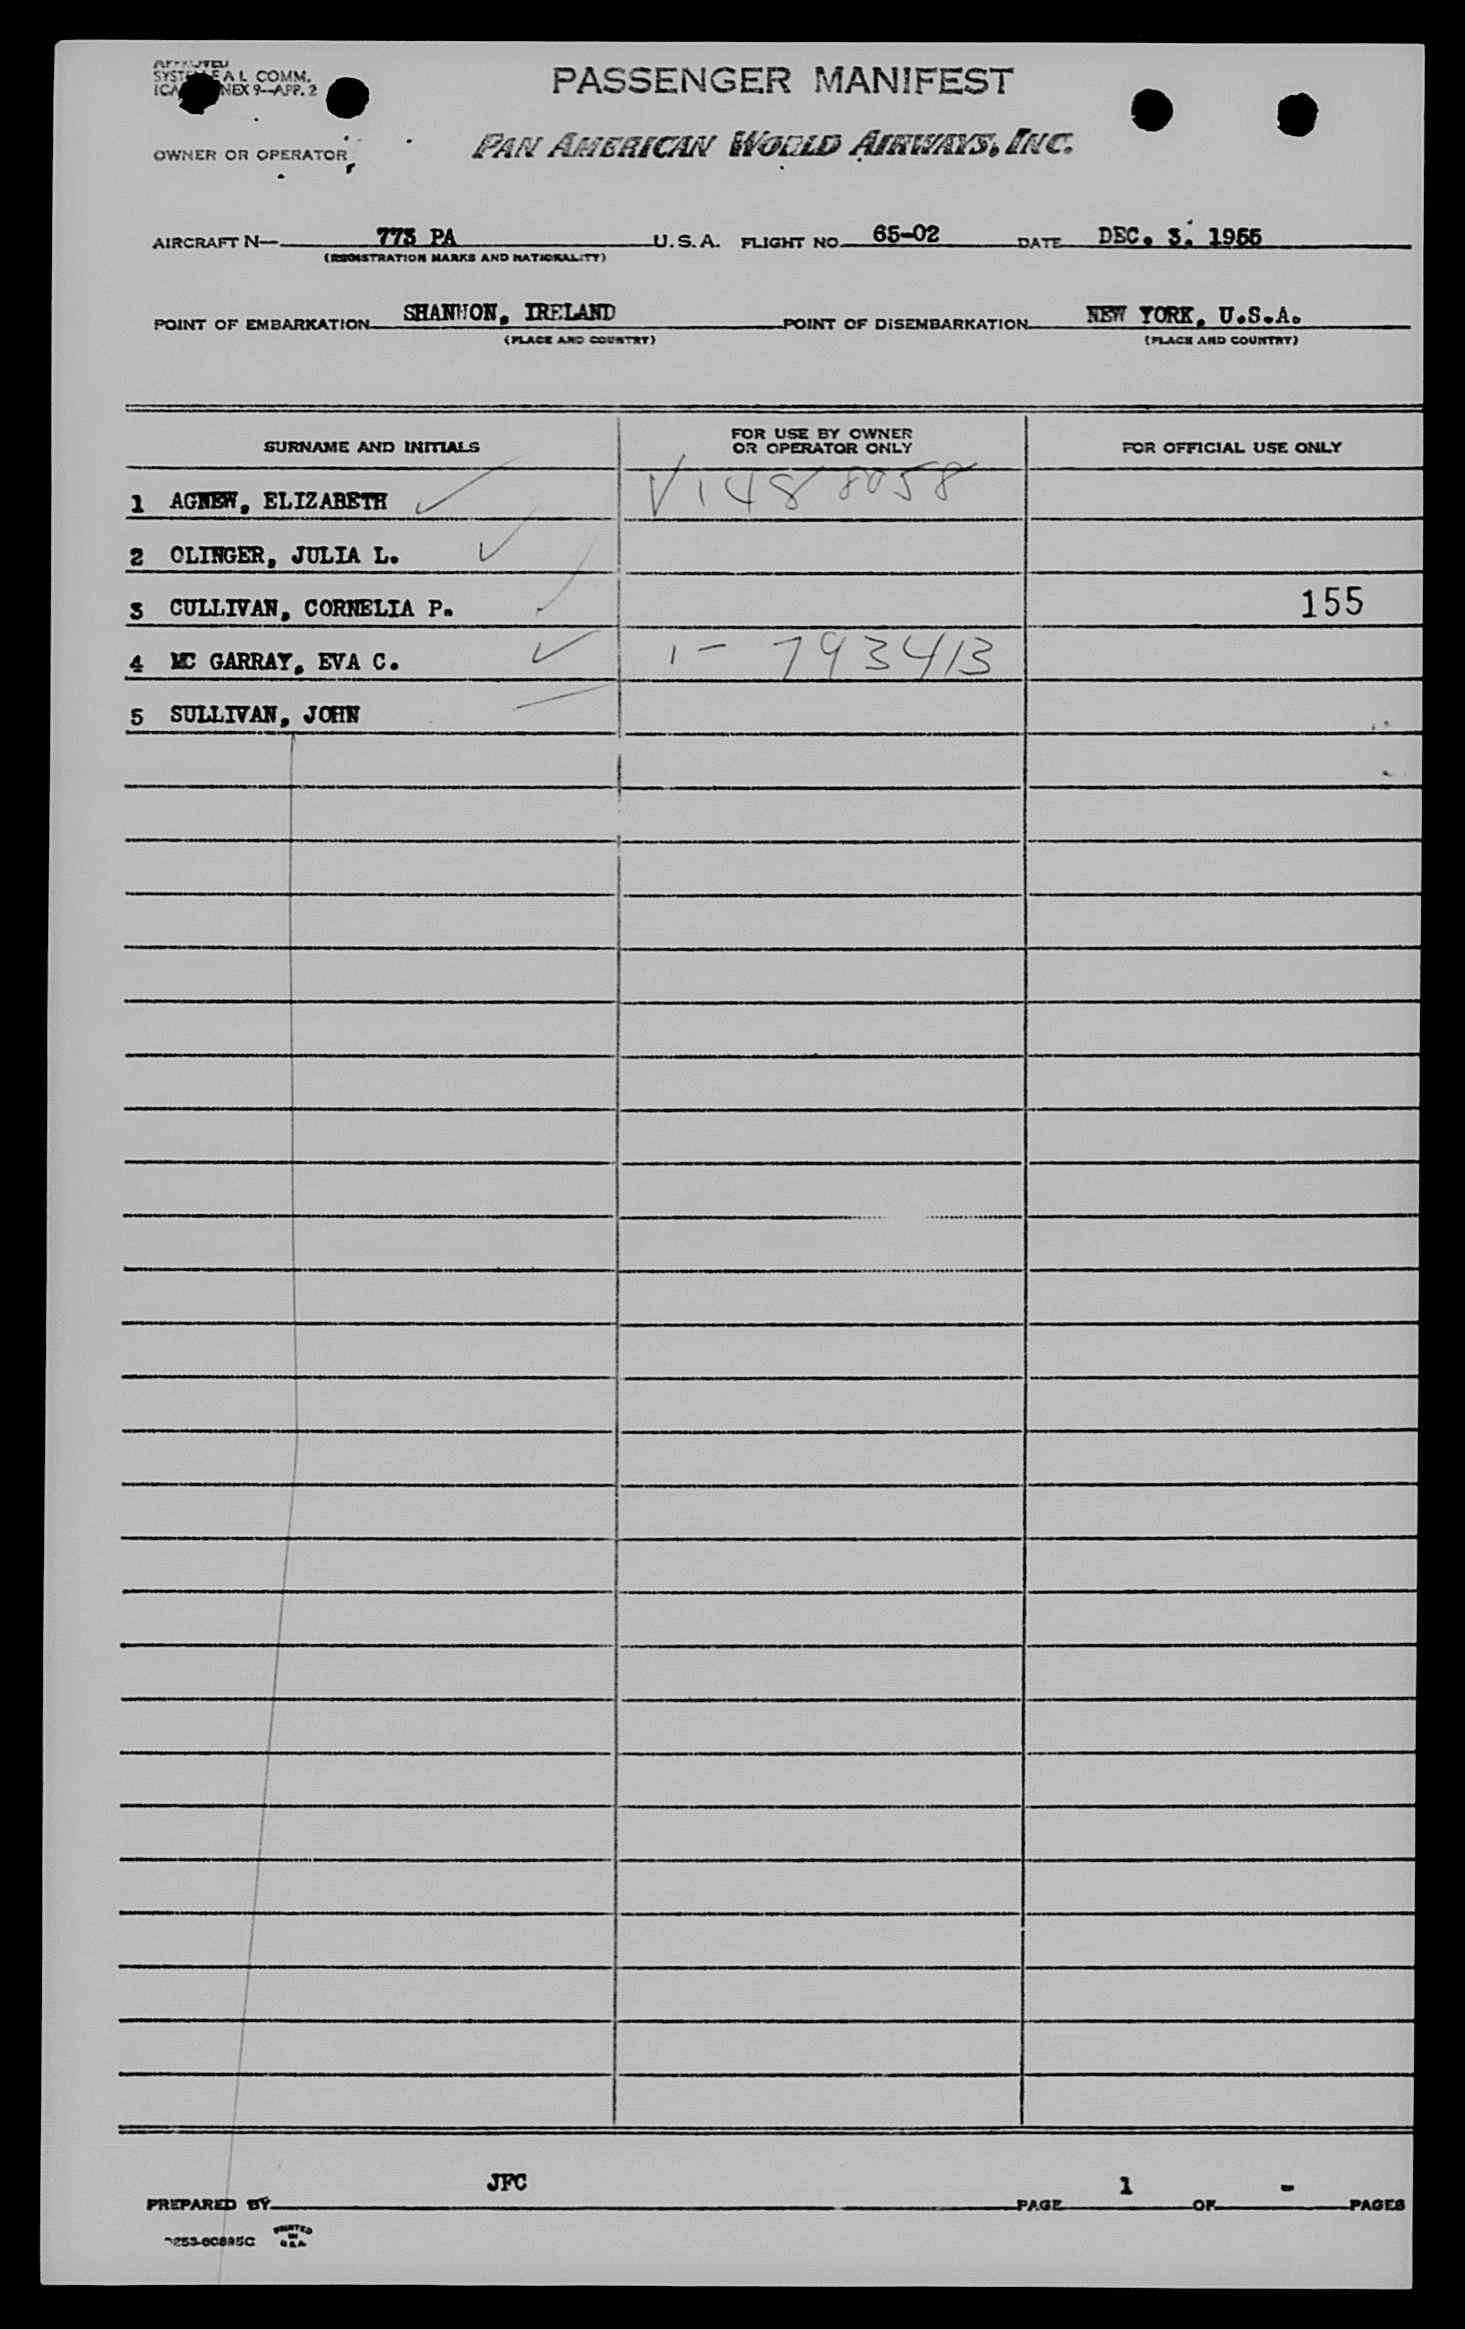 APPROVED
PASSENGER MANIFEST
PAN AMERICAN WORLD AIRWAYS, INC.
OWNER OR OPERATOR
AIRCRAFT N— 773 PA U.S.A. FLIGHT NO. 65-02 DATE DEC. 3. 1955
(REGISTRATION MARKS AND NATIONALITY)
POINT OF EMBARKATION SHANNON, IRELAND POINT OF DISEMBARKATION NEW YORK, U.S.A.
(PLACE AND COUNTRY) (PLACE AND COUNTRY)
SURNAME AND INITIALS FOR USE BY OWNER OR OPERATOR ONLY FOR OFFICIAL USE ONLY
1 AGNEW, ELIZABETH V1488058
2 OLINGER, JULIA L.
3 CULLIVAN, CORNELIA P. 155
4 MC GARRAY, EVA C. 1- 793413
5 SULLIVAN, JOHN
PREPARED BY JFC PAGE 1 OF - PAGES
PRINTED IN U.S.A.